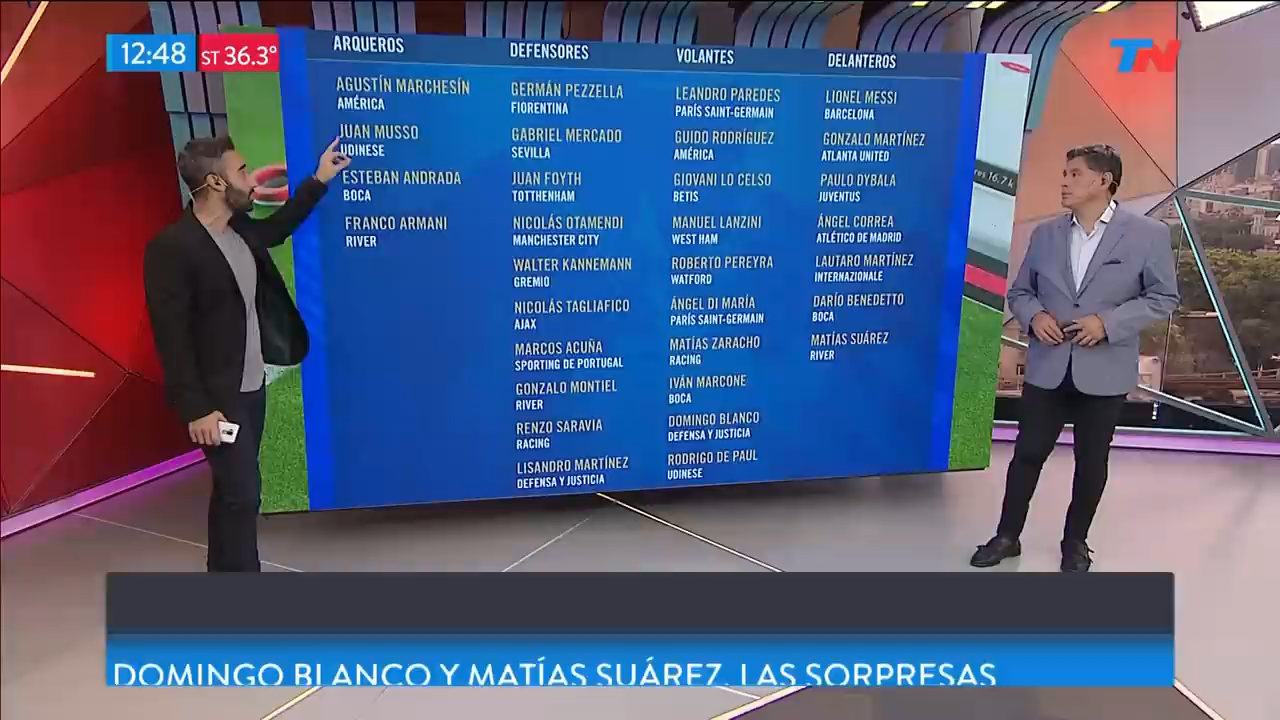 12:48
ST 36.3°
TN
ARQUEROS
AGUSTÍN MARCHESÍN
AMÉRICA
JUAN MUSSO
UDINESE
ESTEBAN ANDRADA
BOCA
FRANCO ARMANI
RIVER
DEFENSORES
GERMÁN PEZZELLA
FIORENTINA
GABRIEL MERCADO
SEVILLA
JUAN FOYTH
TOTTHENHAM
NICOLÁS OTAMENDI
MANCHESTER CITY
WALTER KANNEMANN
GREMIO
NICOLÁS TAGLIAFICO
AJAX
MARCOS ACUÑA
SPORTING DE PORTUGAL
GONZALO MONTIEL
RIVER
RENZO SARAVIA
RACING
LISANDRO MARTÍNEZ
DEFENSA Y JUSTICIA
VOLANTES
LEANDRO PAREDES
PARÍS SAINT-GERMAIN
GUIDO RODRÍGUEZ
AMÉRICA
GIOVANI LO CELSO
BETIS
MANUEL LANZINI
WEST HAM
ROBERTO PEREYRA
WATFORD
ÁNGEL DI MARÍA
PARÍS SAINT-GERMAIN
MATÍAS ZARACHO
RACING
IVÁN MARCONE
BOCA
DOMINGO BLANCO
DEFENSA Y JUSTICIA
RODRIGO DE PAUL
UDINESE
DELANTEROS
LIONEL MESSI
BARCELONA
GONZALO MARTÍNEZ
ATLANTA UNITED
PAULO DYBALA
JUVENTUS
ÁNGEL CORREA
ATLÉTICO DE MADRID
LAUTARO MARTÍNEZ
INTERNAZIONALE
DARÍO BENEDETTO
BOCA
MATÍAS SUÁREZ
RIVER
res 16.7 k
DOMINGO BLANCO Y MATÍAS SUÁREZ, LAS SORPRESAS